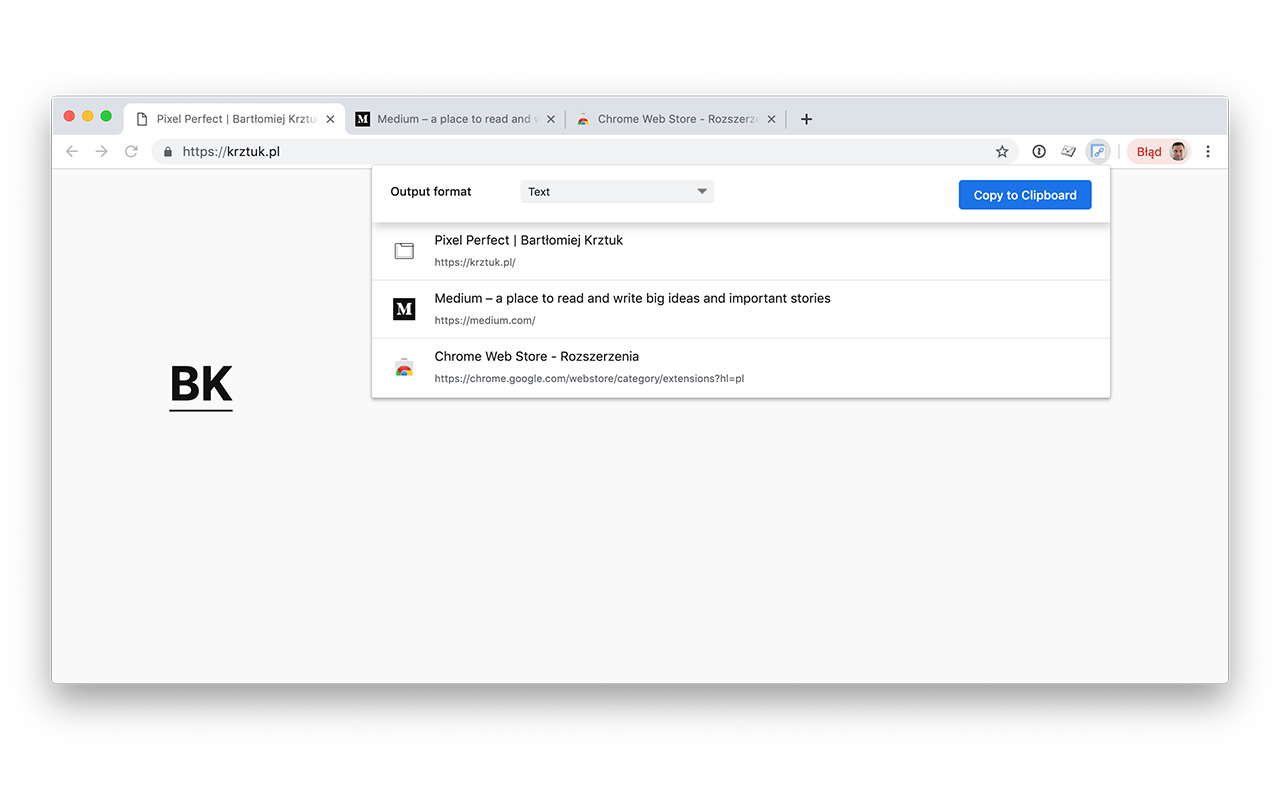 Pixel Perfect | Bartłomiej Krztu
Medium – a place to read and w
Chrome Web Store - Rozszerze
https://krztuk.pl
Błąd
Output format
Text
Copy to Clipboard
Pixel Perfect | Bartłomiej Krztuk
https://krztuk.pl/
M
Medium – a place to read and write big ideas and important stories
https://medium.com/
Chrome Web Store - Rozszerzenia
https://chrome.google.com/webstore/category/extensions?hl=pl
BK